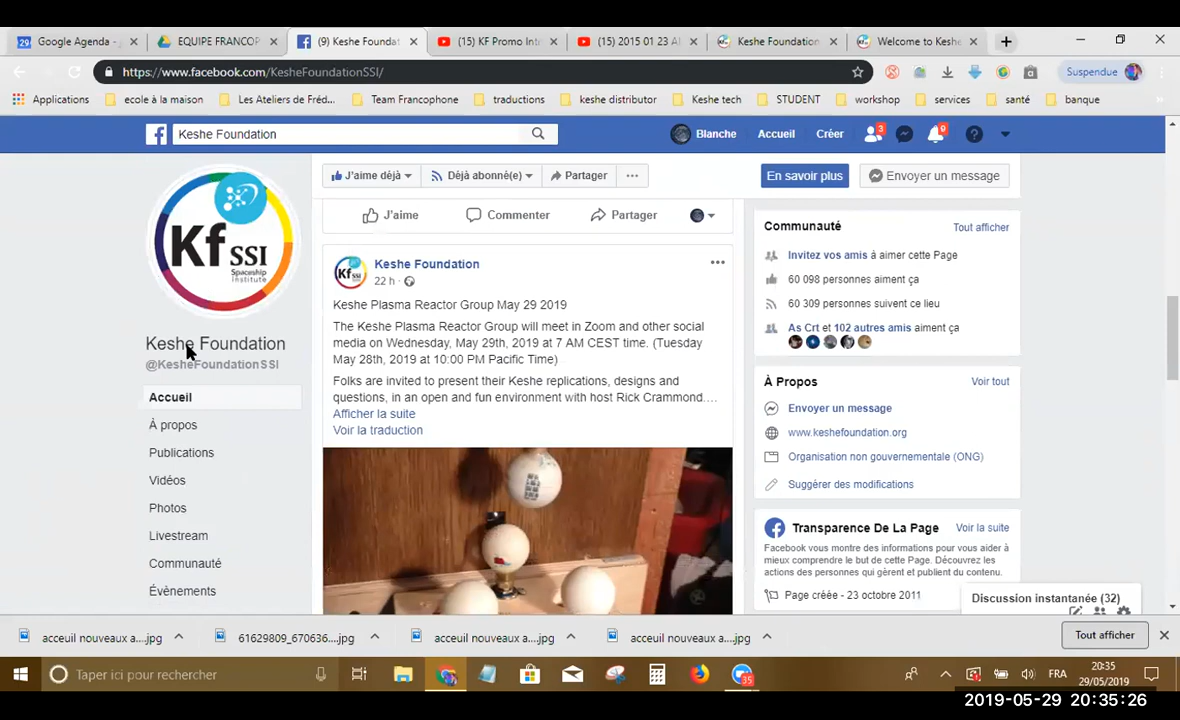 Google Agenda -
EQUIPE FRANCOP
(9) Keshe Foundat
(15) KF Promo Int
(15) 2015 01 23 A
Keshe Foundation
Welcome to Keshe
https://www.facebook.com/KesheFoundationSSI/
Suspendue
Applications
ecole à la maison
Les Ateliers de Fréd...
Team Francophone
traductions
keshe distributor
Keshe tech
STUDENT
workshop
services
santé
banque
Keshe Foundation
Blanche
Accueil
Créer
3
9
J'aime déjà
Déjà abonné(e)
Partager
En savoir plus
Envoyer un message
Kf SSI
Spaceship
Institute
Keshe Foundation
@KesheFoundationSSI
Accueil
À propos
Publications
Vidéos
Photos
Livestream
Communauté
Évènements
J'aime
Commenter
Partager
Keshe Foundation
22 h
Keshe Plasma Reactor Group May 29 2019
The Keshe Plasma Reactor Group will meet in Zoom and other social
media on Wednesday, May 29th, 2019 at 7 AM CEST time. (Tuesday
May 28th, 2019 at 10:00 PM Pacific Time)
Folks are invited to present their Keshe replications, designs and
questions, in an open and fun environment with host Rick Crammond....
Afficher la suite
Voir la traduction
Communauté
Tout afficher
Invitez vos amis à aimer cette Page
60 098 personnes aiment ça
60 309 personnes suivent ce lieu
As Crt et 102 autres amis aiment ça
À Propos
Voir tout
Envoyer un message
www.keshefoundation.org
Organisation non gouvernementale (ONG)
Suggérer des modifications
Transparence De La Page
Voir la suite
Facebook vous montre des informations pour vous aider à
mieux comprendre le but de cette Page. Découvrez les
actions des personnes qui gèrent et publient du contenu.
Page créée - 23 octobre 2011
Discussion instantanée (32)
acceuil nouveaux a....jpg
61629809_670636....jpg
acceuil nouveaux a....jpg
acceuil nouveaux a....jpg
Tout afficher
Taper ici pour rechercher
35
FRA
20:35
29/05/2019
2019-05-29 20:35:26